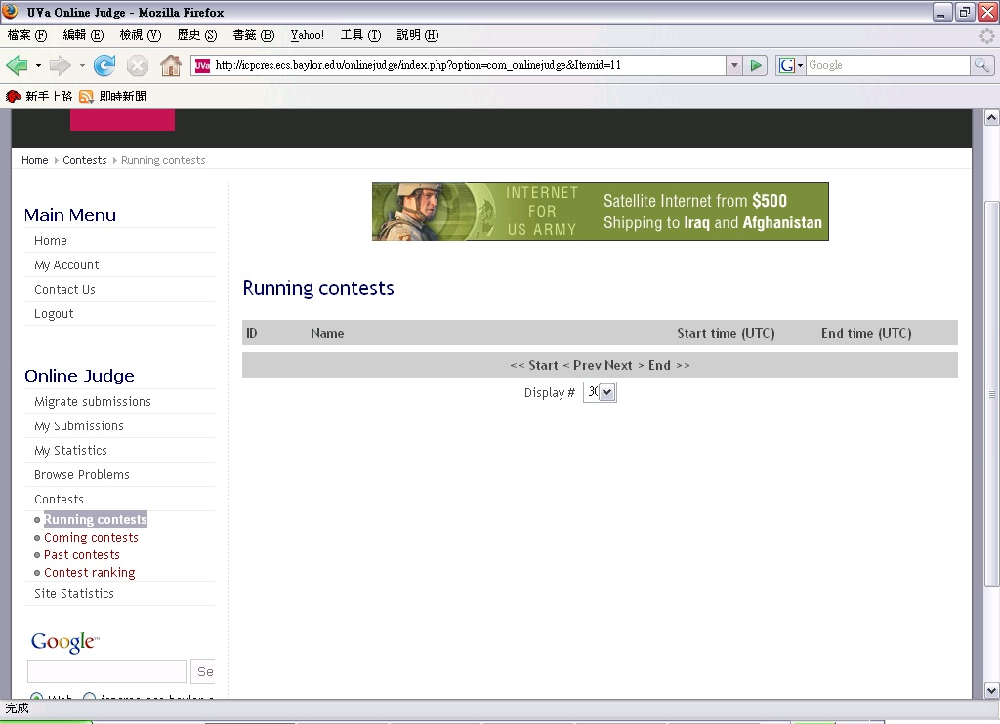 UVa Online Judge - Mozilla Firefox
檔案 (F) 編輯 (E) 檢視 (V) 歷史 (S) 書籤 (B) Yahoo! 工具 (T) 說明 (H)
UVa http://icpcres.ecs.baylor.edu/onlinejudge/index.php?option=com_onlinejudge&Itemid=11 G Google
新手上路 即時新聞
Home Contests Running contests
INTERNET FOR US ARMY
Satellite Internet from $500
Shipping to Iraq and Afghanistan
Main Menu
Home
My Account
Contact Us
Logout
Online Judge
Migrate submissions
My Submissions
My Statistics
Browse Problems
Contests
Running contests
Coming contests
Past contests
Contest ranking
Site Statistics
Google™
Se
Web
Running contests
ID Name Start time (UTC) End time (UTC)
<< Start < Prev Next > End >>
Display # 30
完成